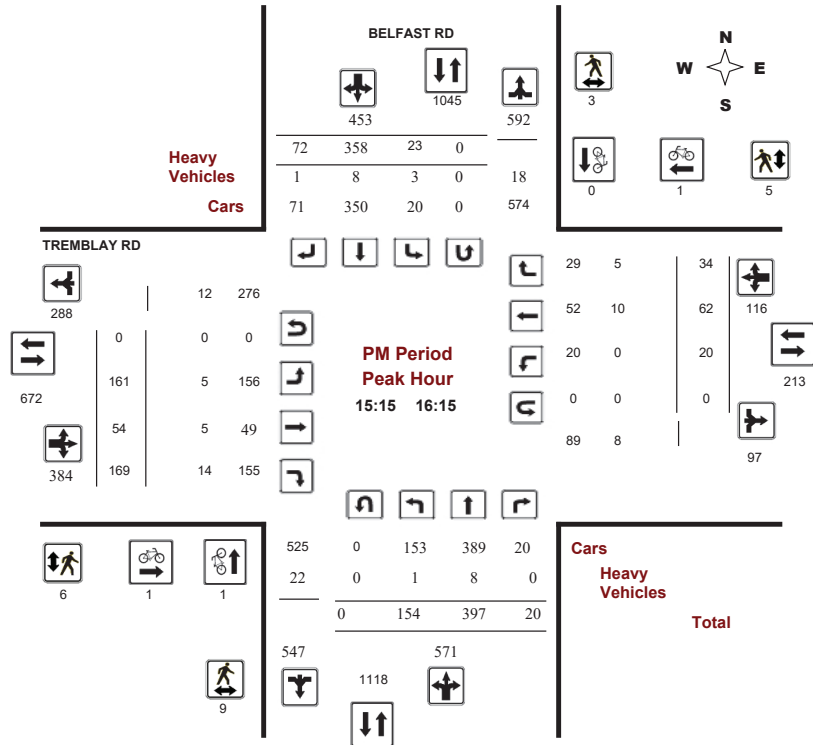 BELFAST RD
N
W E
S
1045
453 592
3
72 358 23 0
Heavy
Vehicles
1 8 3 0 18
Cars 71 350 20 0 574
0 1 5
TREMBLAY RD
288
12 276
29 5 34
116
0 0 0
52 10 62
672
PM Period
Peak Hour
15:15 16:15
161 5 156
20 0 20
213
54 5 49
0 0 0
384
169 14 155
89 8
97
525 0 153 389 20 Cars
22 0 1 8 0 Heavy
Vehicles
0 154 397 20 Total
6 1 1
547 571
1118
9